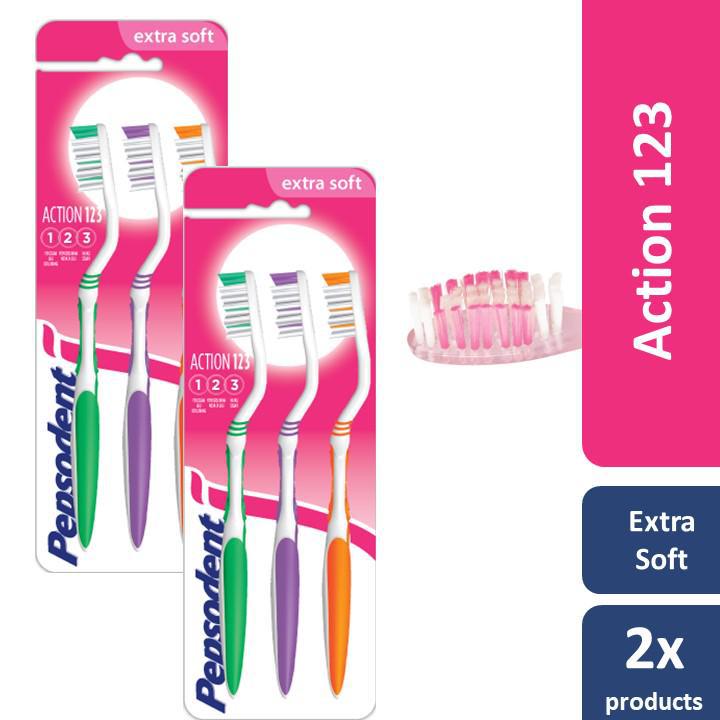 extra soft
ACTION 123
1 2 3
Pepsodent
extra soft
ACTION 123
1 2 3
Pepsodent
Action 123
Extra
Soft
2x
products